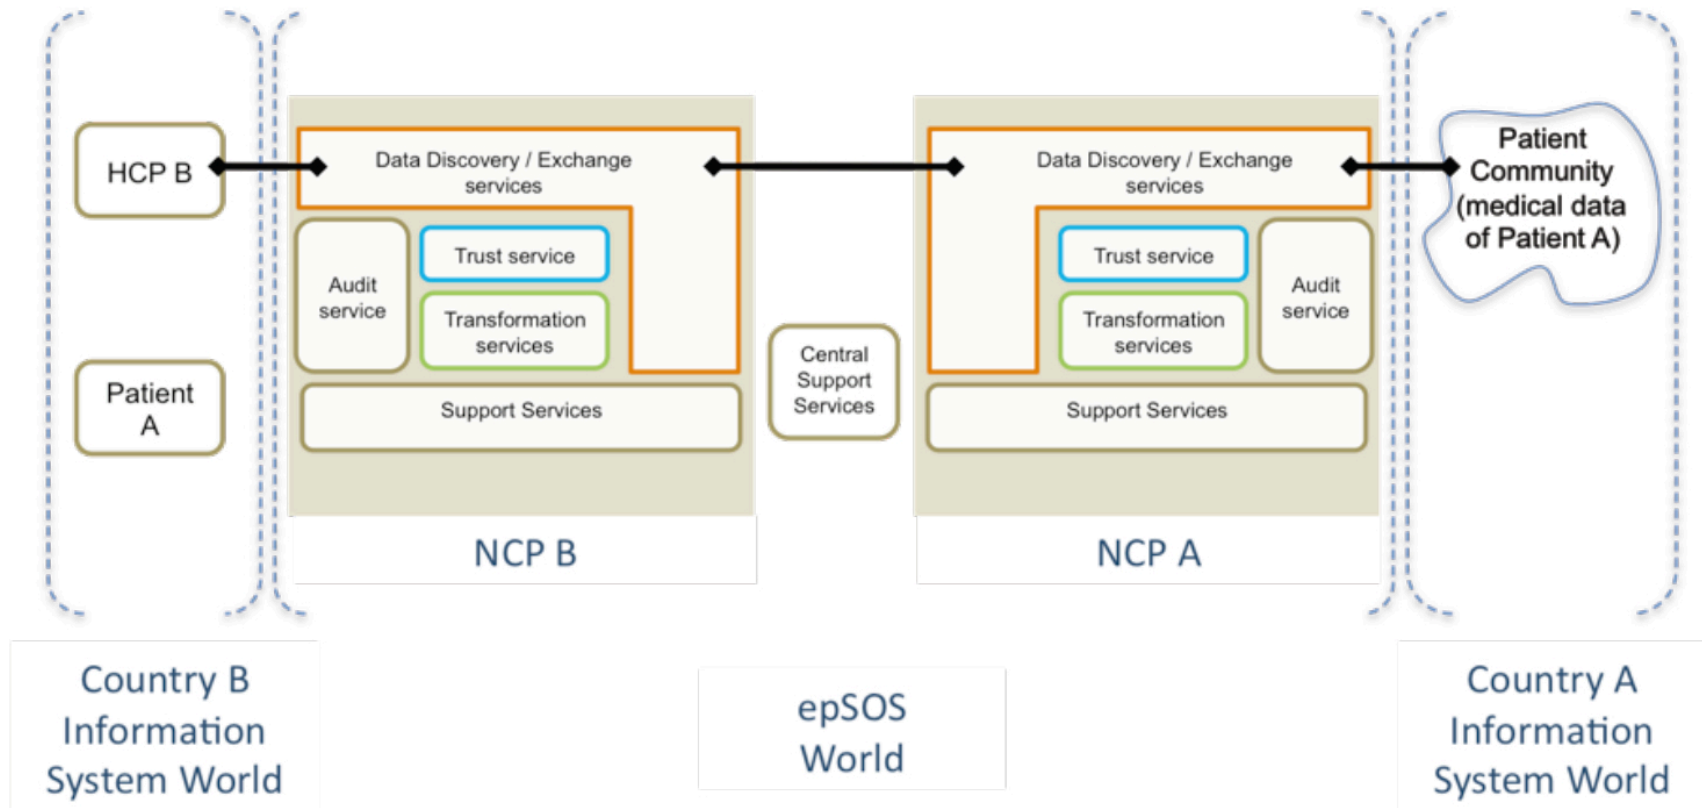 HCP B
Patient
A
Data Discovery / Exchange
services
Audit
service
Trust service
Transformation
services
Support Services
NCP B
Central
Support
Services
Data Discovery / Exchange
services
Trust service
Transformation
services
Audit
service
Support Services
NCP A
Patient
Community
(medical data
of Patient A)
Country B
Information
System World
epSOS
World
Country A
Information
System World